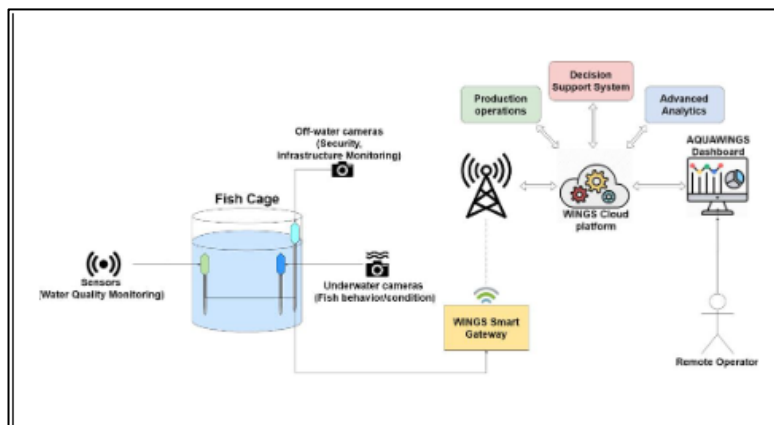 Decision
Support System
Production
operations
Advanced
Analytics
Off-water cameras
(Security,
Infrastructure Monitoring)
AQUAWINGS
Dashboard
Fish Cage
WINGS Cloud
platform
Sensors
(Water Quality Monitoring)
Underwater cameras
(Fish behavior/condition)
WINGS Smart
Gateway
Remote Operator